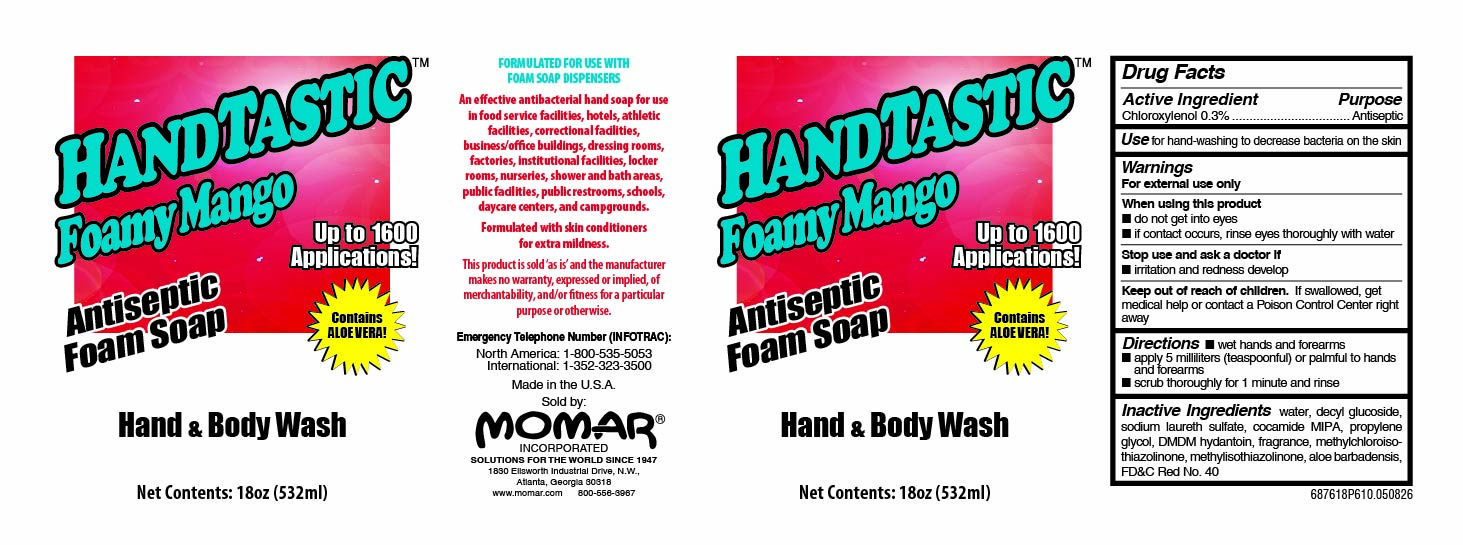 HANDTASTIC™
Foamy Mango
Up to 1600
Applications!
Antiseptic
Foam Soap
Contains
ALOE VERA!
Hand & Body Wash
Net Contents: 18oz (532ml)
FORMULATED FOR USE WITH
FOAM SOAP DISPENSERS
An effective antibacterial hand soap for use
in food service facilities, hotels, athletic
facilities, correctional facilities,
business/office buildings, dressing rooms,
factories, institutional facilities, locker
rooms, nurseries, shower and bath areas,
public facilities, public restrooms, schools,
daycare centers, and campgrounds.
Formulated with skin conditioners
for extra mildness.
This product is sold ‘as is’ and the manufacturer
makes no warranty, expressed or implied, of
merchantability, and/or fitness for a particular
purpose or otherwise.
Emergency Telephone Number (INFOTRAC):
North America: 1-800-535-5053
International: 1-352-323-3500
Made in the U.S.A.
Sold by:
MOMAR®
INCORPORATED
SOLUTIONS FOR THE WORLD SINCE 1947
1830 Ellsworth Industrial Drive, N.W.,
Atlanta, Georgia 30318
www.momar.com 800-556-3967
HANDTASTIC™
Foamy Mango
Up to 1600
Applications!
Antiseptic
Foam Soap
Contains
ALOE VERA!
Hand & Body Wash
Net Contents: 18oz (532ml)
Drug Facts
Active Ingredient Purpose
Chloroxylenol 0.3% .................................. Antiseptic
Use for hand-washing to decrease bacteria on the skin
Warnings
For external use only
When using this product
■ do not get into eyes
■ if contact occurs, rinse eyes thoroughly with water
Stop use and ask a doctor if
■ irritation and redness develop
Keep out of reach of children. If swallowed, get
medical help or contact a Poison Control Center right
away
Directions ■ wet hands and forearms
■ apply 5 milliliters (teaspoonful) or palmful to hands
and forearms
■ scrub thoroughly for 1 minute and rinse
Inactive Ingredients water, decyl glucoside,
sodium laureth sulfate, cocamide MIPA, propylene
glycol, DMDM hydantoin, fragrance, methylchloroiso-
thiazolinone, methylisothiazolinone, aloe barbadensis,
FD&C Red No. 40
687618P610.050826